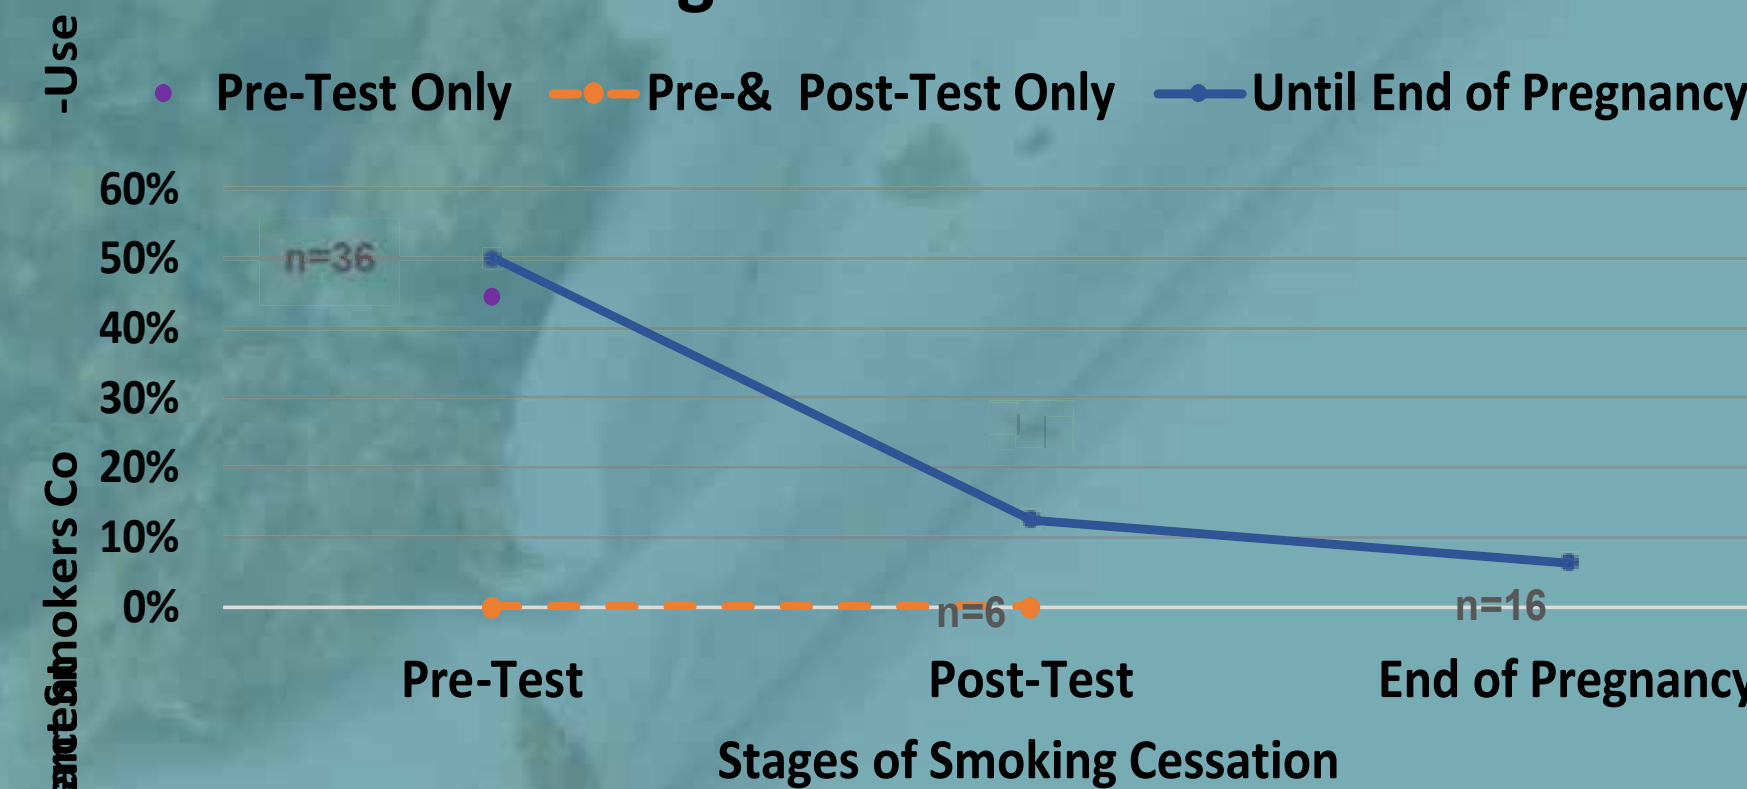 -Use
Pre-Test Only
Pre-& Post-Test Only
Until End of Pregnancy
60%
50%
40%
30%
20%
10%
0%
n=36
n=6
n=16
Smokers Co
Pre-Test
Post-Test
End of Pregnancy
Stages of Smoking Cessation